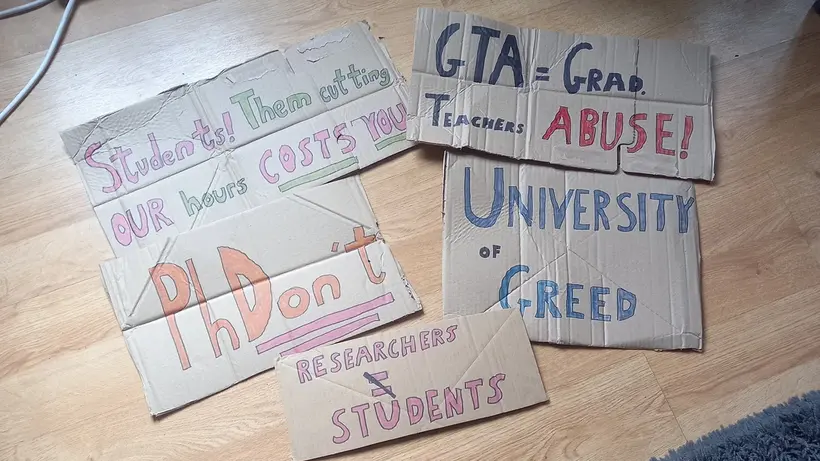 Students! Them cutting
OUR hours COSTS YOU
GTA = GRAD.
TEACHERS ABUSE!
PhDon't
UNIVERSITY
OF
GREED
RESEARCHERS
≠
STUDENTS